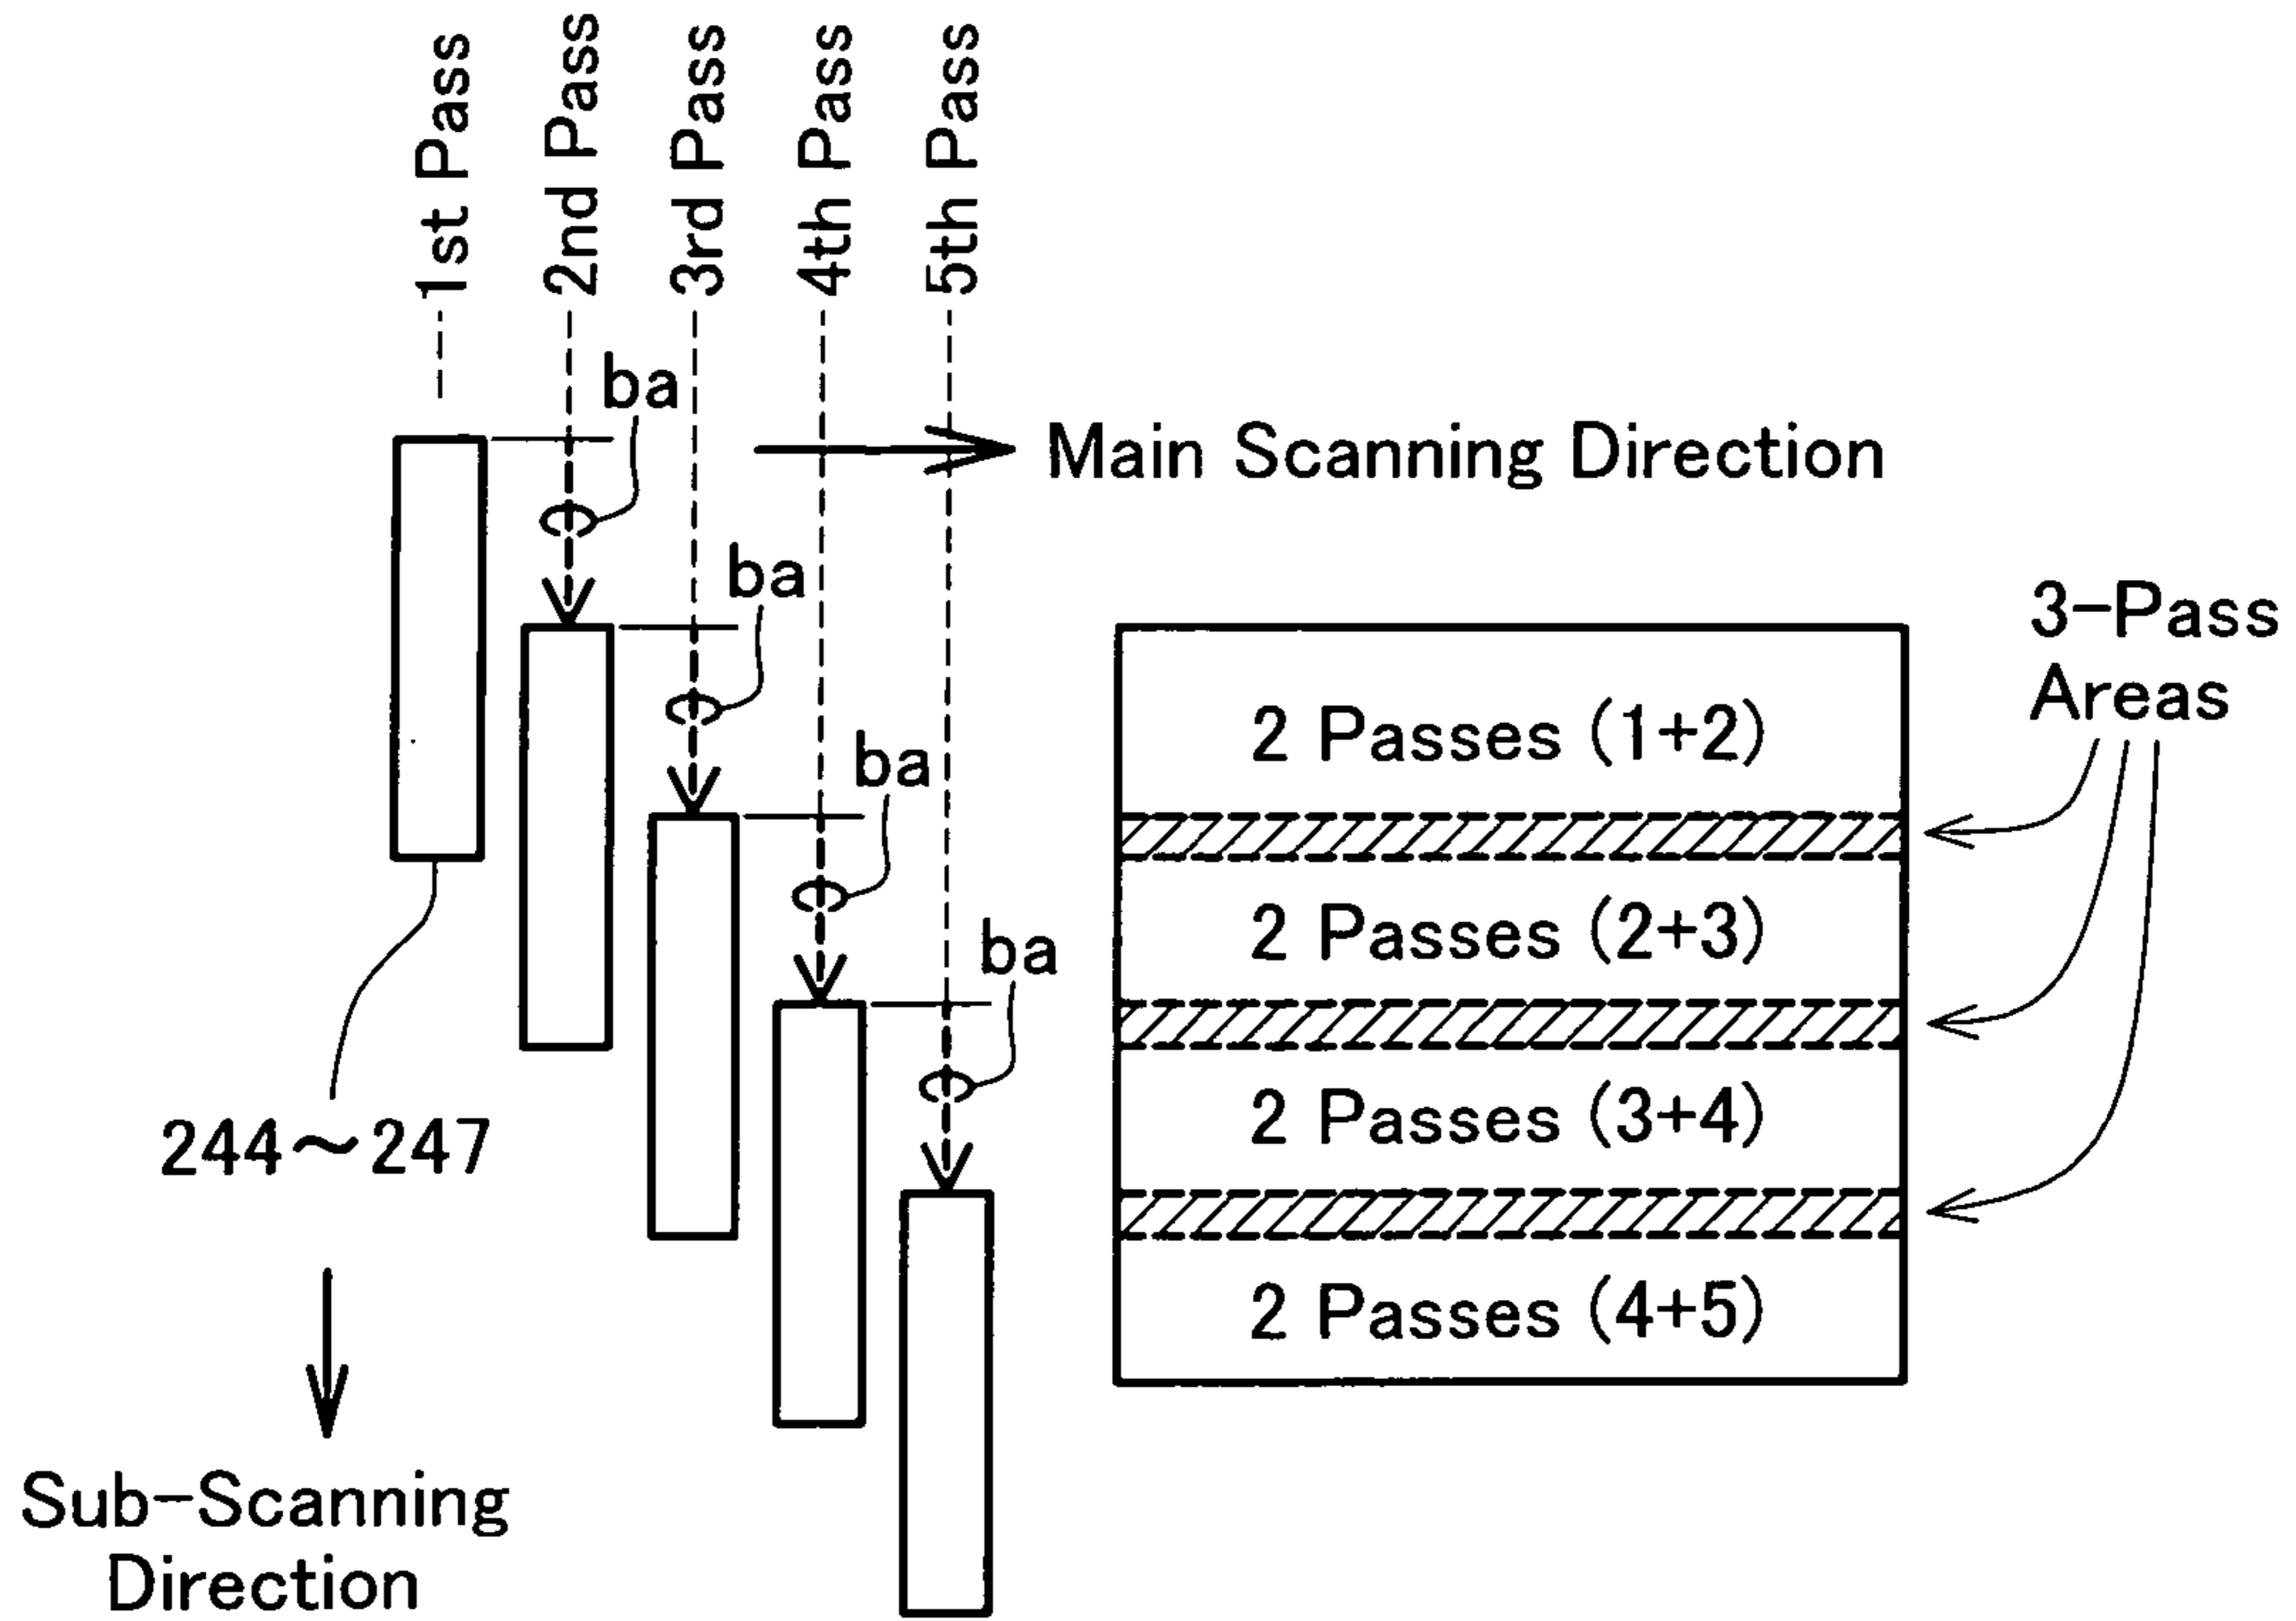 1st Pass
2nd Pass
3rd Pass
4th Pass
5th Pass
ba
Main Scanning Direction
ba
3-Pass
Areas
2 Passes (1+2)
ba
2 Passes (2+3)
ba
2 Passes (3+4)
244～247
2 Passes (4+5)
Sub-Scanning
Direction